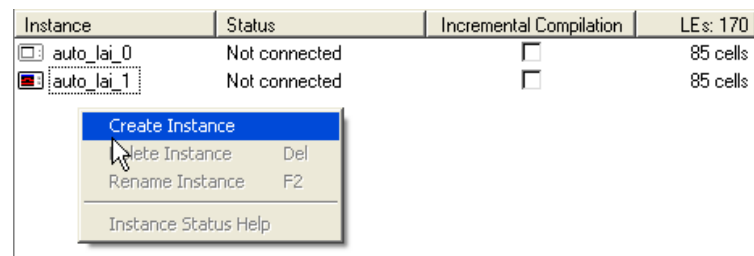 Instance Status Incremental Compilation LEs: 170
auto_lai_0 Not connected 85 cells
auto_lai_1 Not connected 85 cells
Create Instance
Instance Del
Rename Instance F2
Instance Status Help